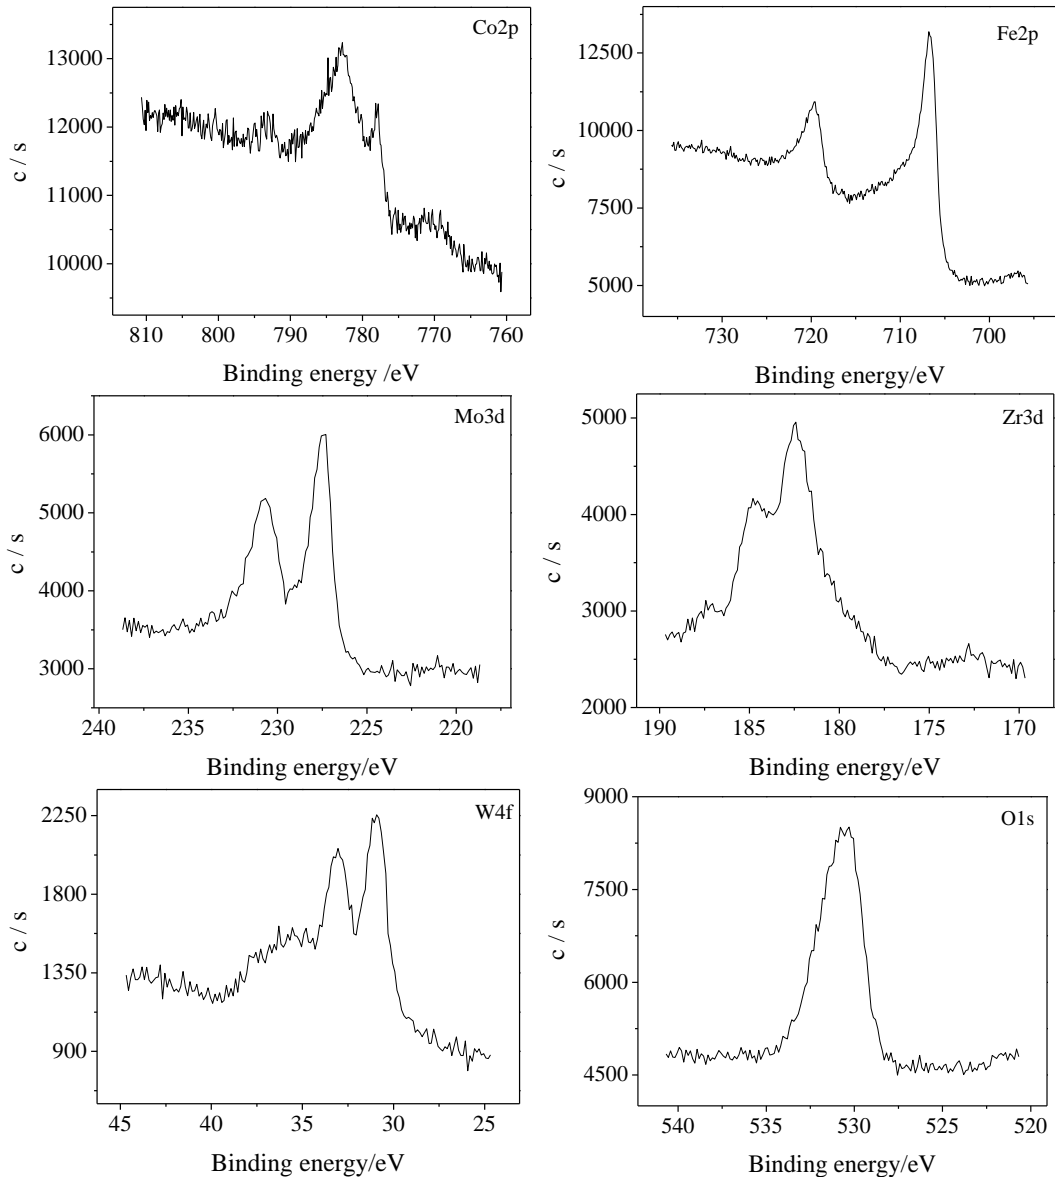 Co2p
13000
12000
11000
10000
c / s
810 800 790 780 770 760
Binding energy /eV
Fe2p
12500
10000
7500
5000
c / s
730 720 710 700
Binding energy/eV
Mo3d
6000
5000
4000
3000
c / s
240 235 230 225 220
Binding energy/eV
Zr3d
5000
4000
3000
2000
c / s
190 185 180 175 170
Binding energy/eV
W4f
2250
1800
1350
900
c / s
45 40 35 30 25
Binding energy/eV
O1s
9000
7500
6000
4500
c / s
540 535 530 525 520
Binding energy/eV